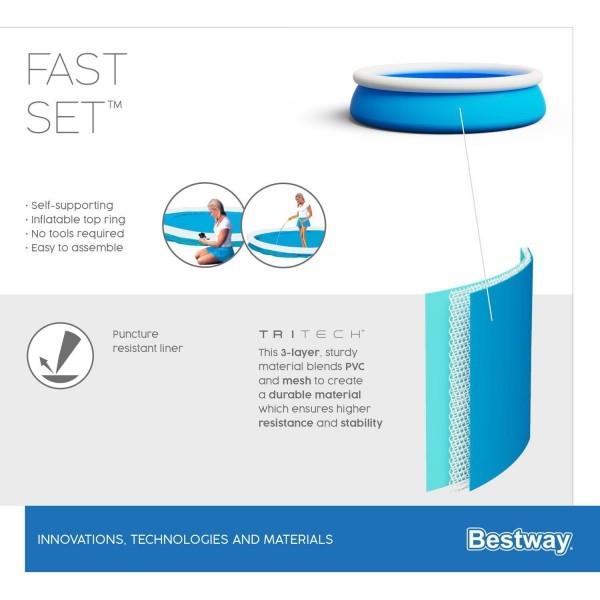 FAST
SET™
· Self-supporting
· Inflatable top ring
· No tools required
· Easy to assemble
Puncture
resistant liner
TRITECH™
This 3-layer, sturdy
material blends PVC
and mesh to create
a durable material
which ensures higher
resistance and stability
INNOVATIONS, TECHNOLOGIES AND MATERIALS
Bestway